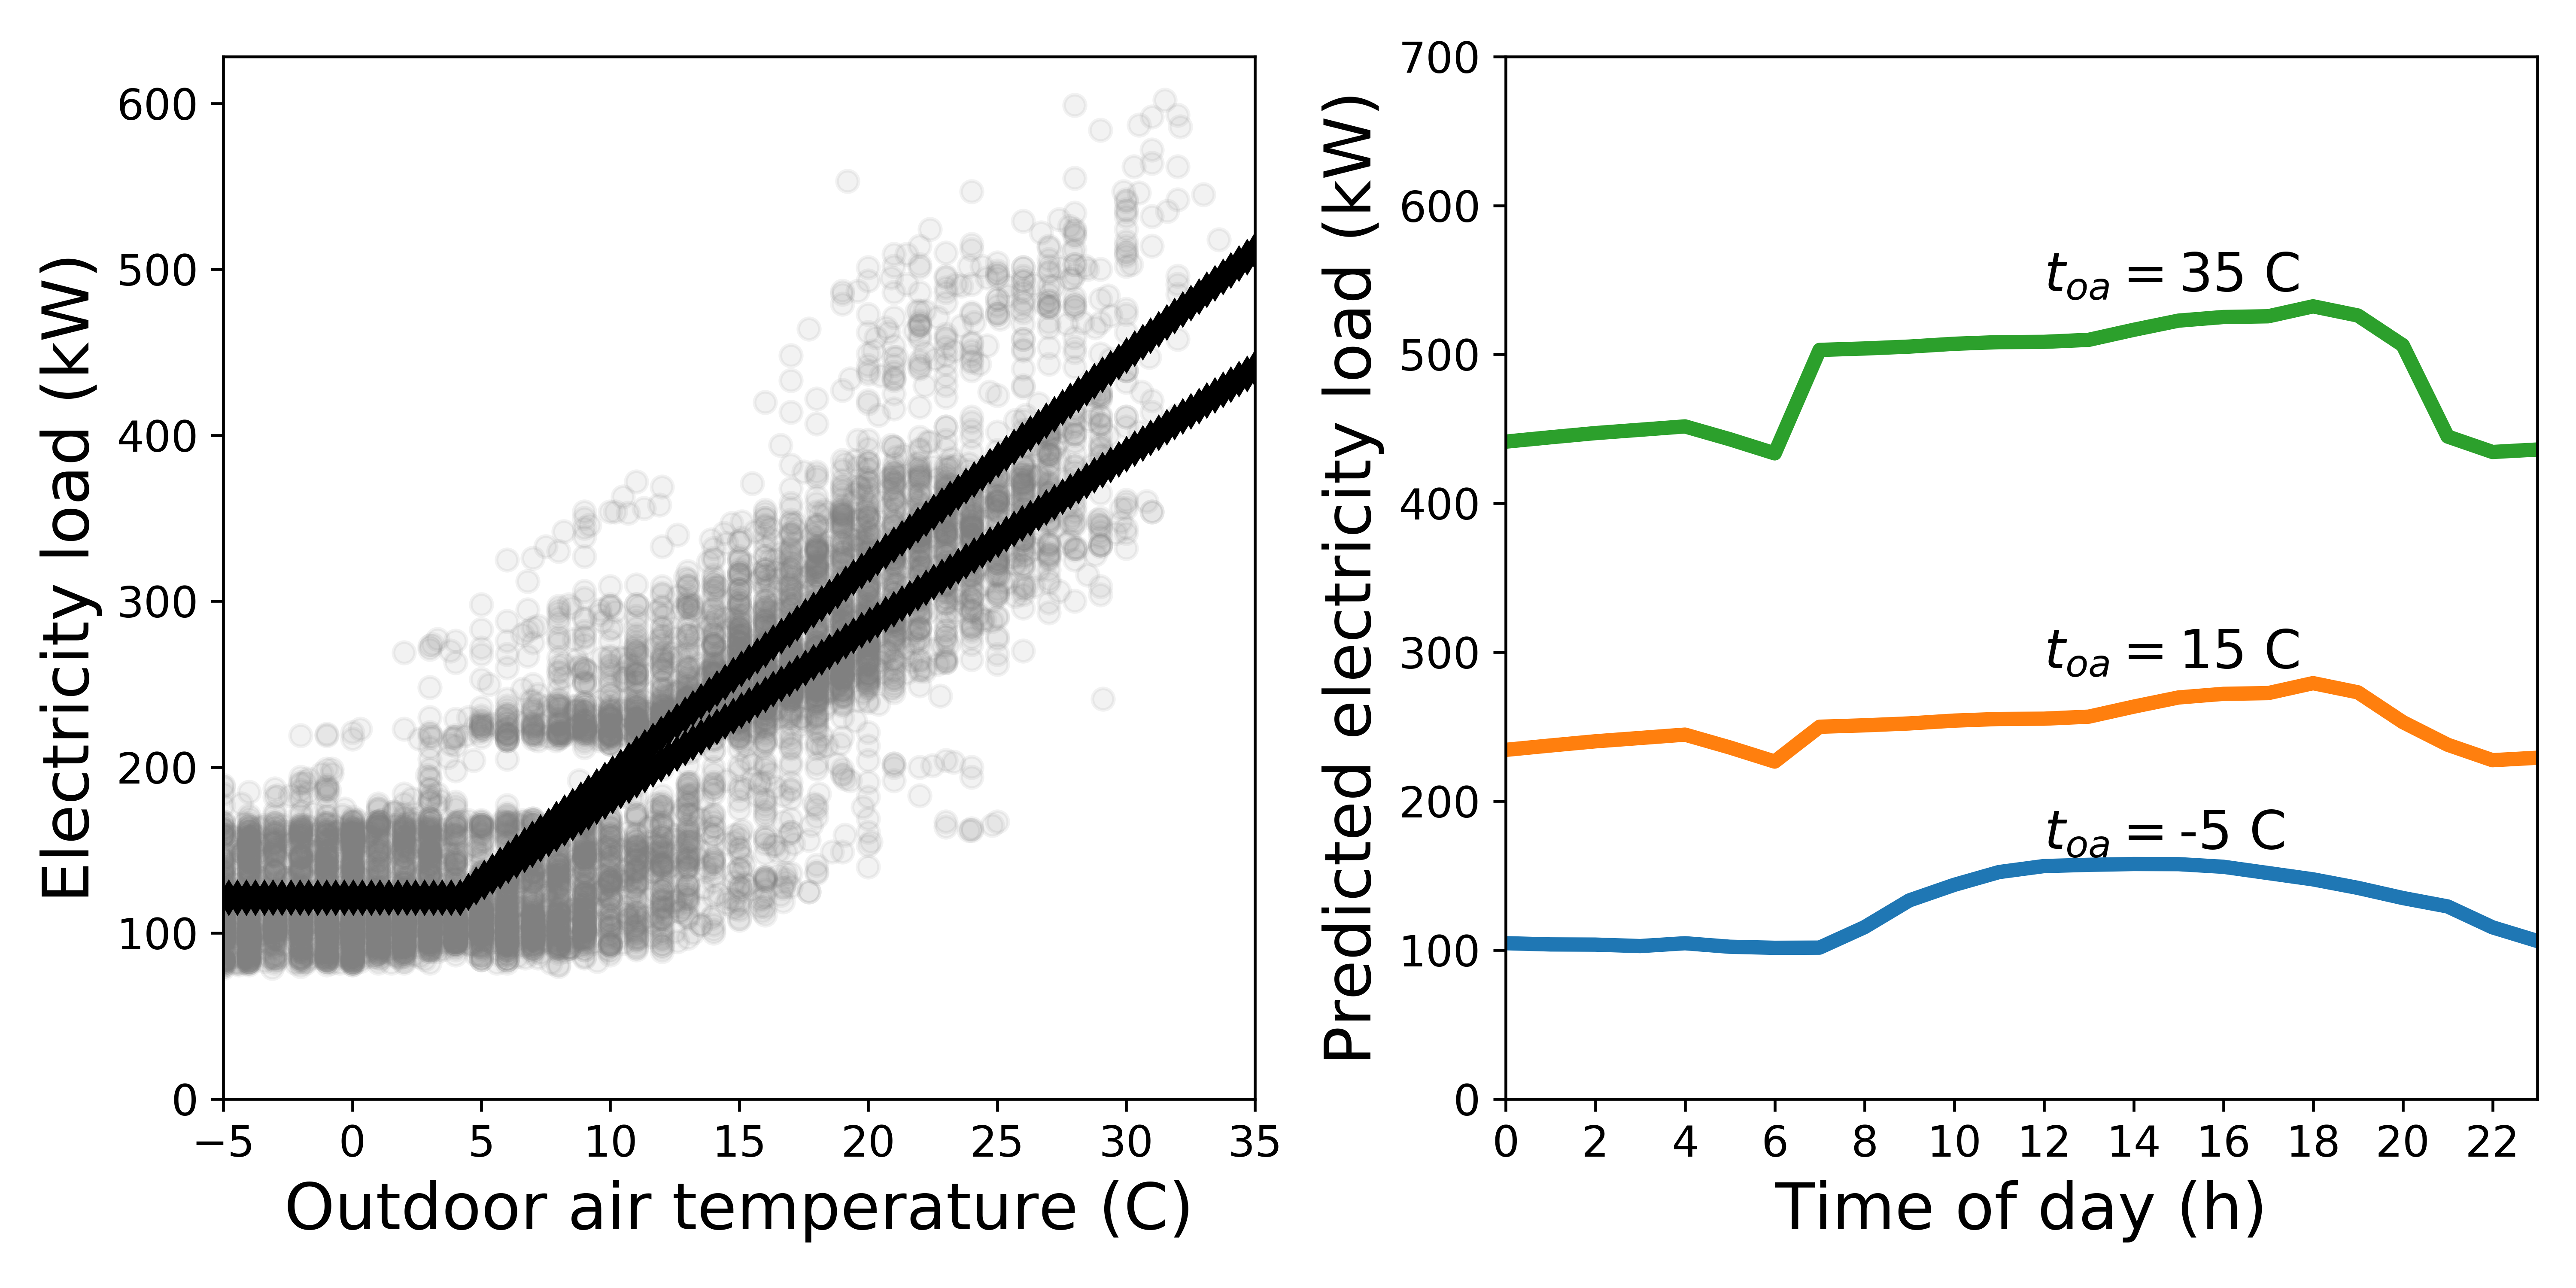 600
500
400
300
200
100
0
Electricity load (kW)
−5 0 5 10 15 20 25 30 35
Outdoor air temperature (C)
700
600
500
400
300
200
100
0
Predicted electricity load (kW)
t_oa = 35 C
t_oa = 15 C
t_oa = -5 C
0 2 4 6 8 10 12 14 16 18 20 22
Time of day (h)